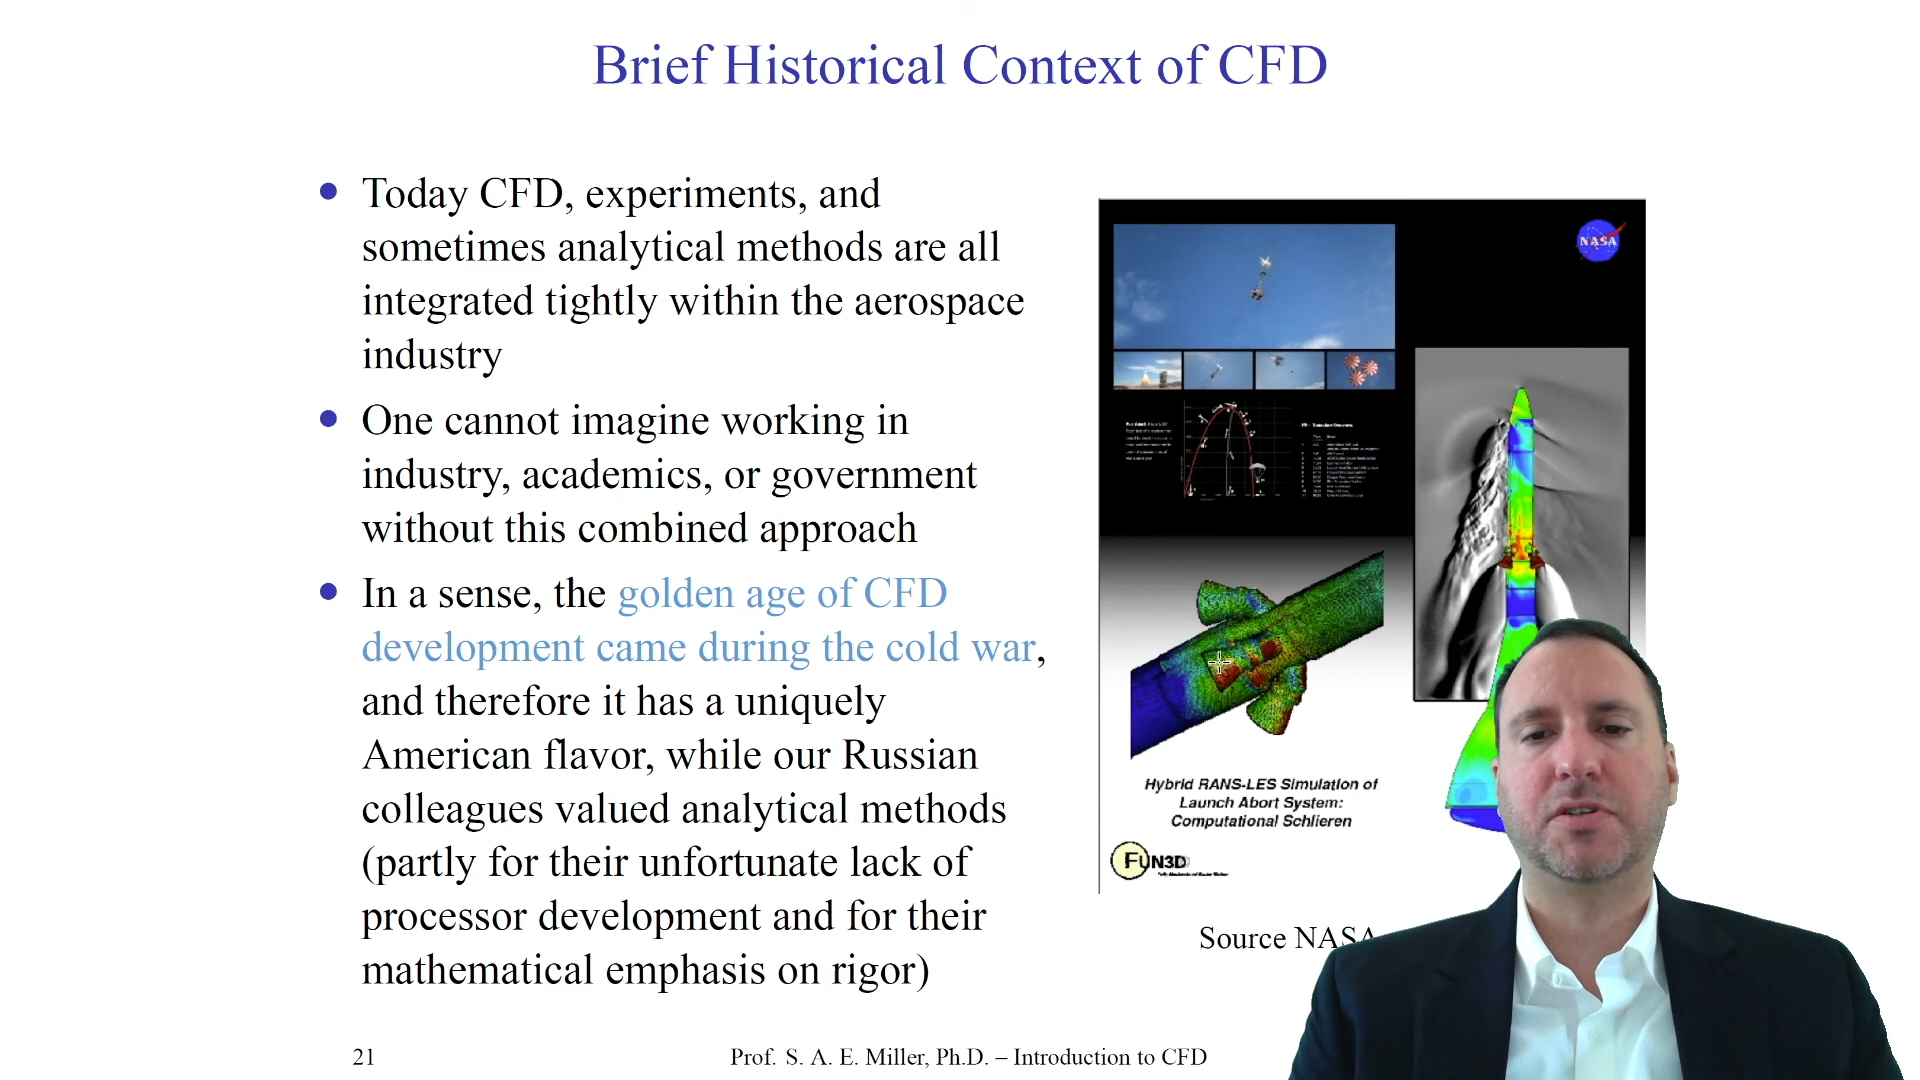 Brief Historical Context of CFD
Today CFD, experiments, and
sometimes analytical methods are all
integrated tightly within the aerospace
industry
One cannot imagine working in
industry, academics, or government
without this combined approach
In a sense, the golden age of CFD
development came during the cold war,
and therefore it has a uniquely
American flavor, while our Russian
colleagues valued analytical methods
(partly for their unfortunate lack of
processor development and for their
mathematical emphasis on rigor)
NASA
Hybrid RANS-LES Simulation of
Launch Abort System:
Computational Schlieren
FUN3D
Source NASA
21
Prof. S. A. E. Miller, Ph.D. – Introduction to CFD